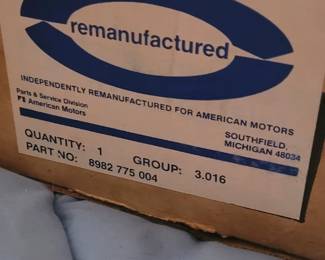 remanufactured
INDEPENDENTLY REMANUFACTURED FOR AMERICAN MOTORS
Parts & Service Division
American Motors
SOUTHFIELD,
MICHIGAN 48034
QUANTITY: 1 GROUP: 3.016
PART NO: 8982 775 004